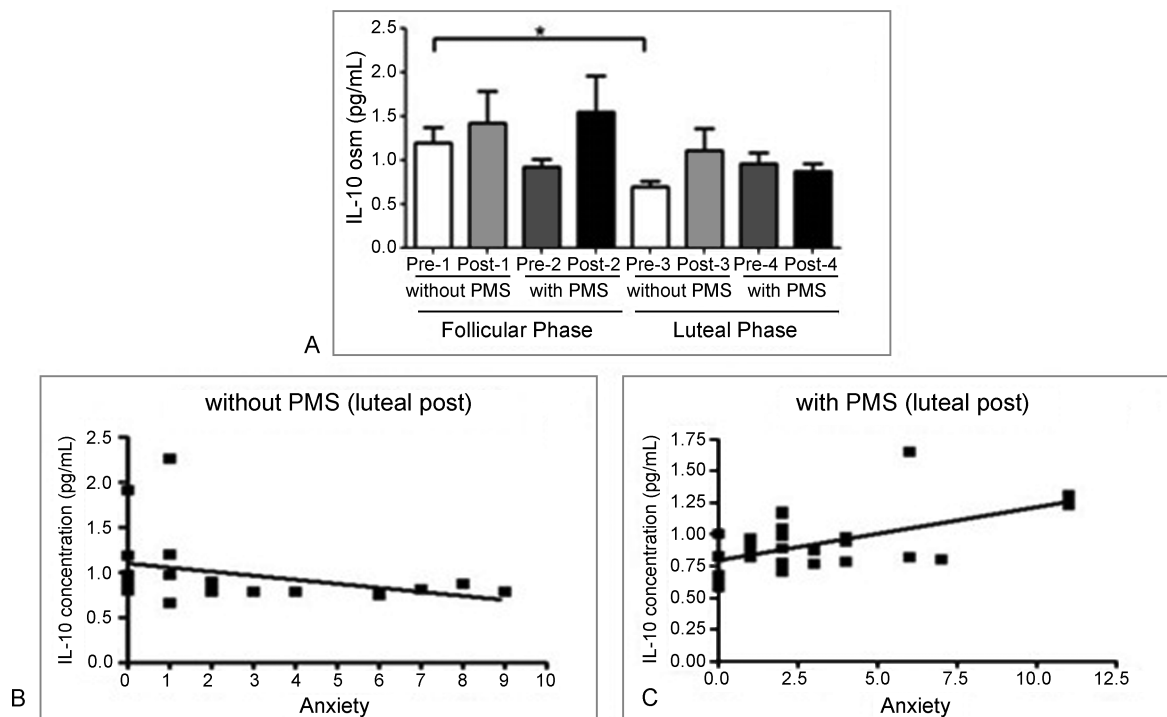 2.5
*
2.0
1.5
1.0
0.5
0.0
IL-10 osm (pg/mL)
Pre-1 Post-1 Pre-2 Post-2 Pre-3 Post-3 Pre-4 Post-4
without PMS with PMS without PMS with PMS
Follicular Phase Luteal Phase
A
without PMS (luteal post)
2.5
2.0
1.5
1.0
0.5
0.0
IL-10 concentration (pg/mL)
0 1 2 3 4 5 6 7 8 9 10
Anxiety
B
with PMS (luteal post)
1.75
1.50
1.25
1.00
0.75
0.50
0.25
0.00
IL-10 concentration (pg/mL)
0 2.5 5.0 7.5 10.0 12.5
Anxiety
C